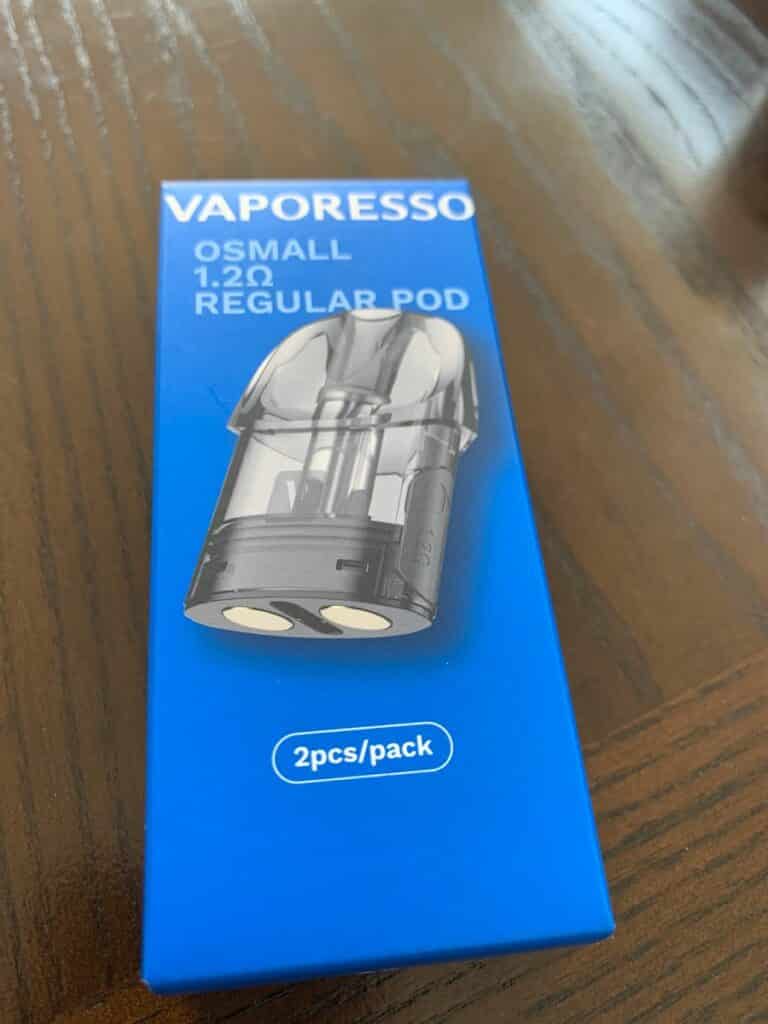 VAPORESSO
OSMALL
1.2Ω
REGULAR POD
2pcs/pack